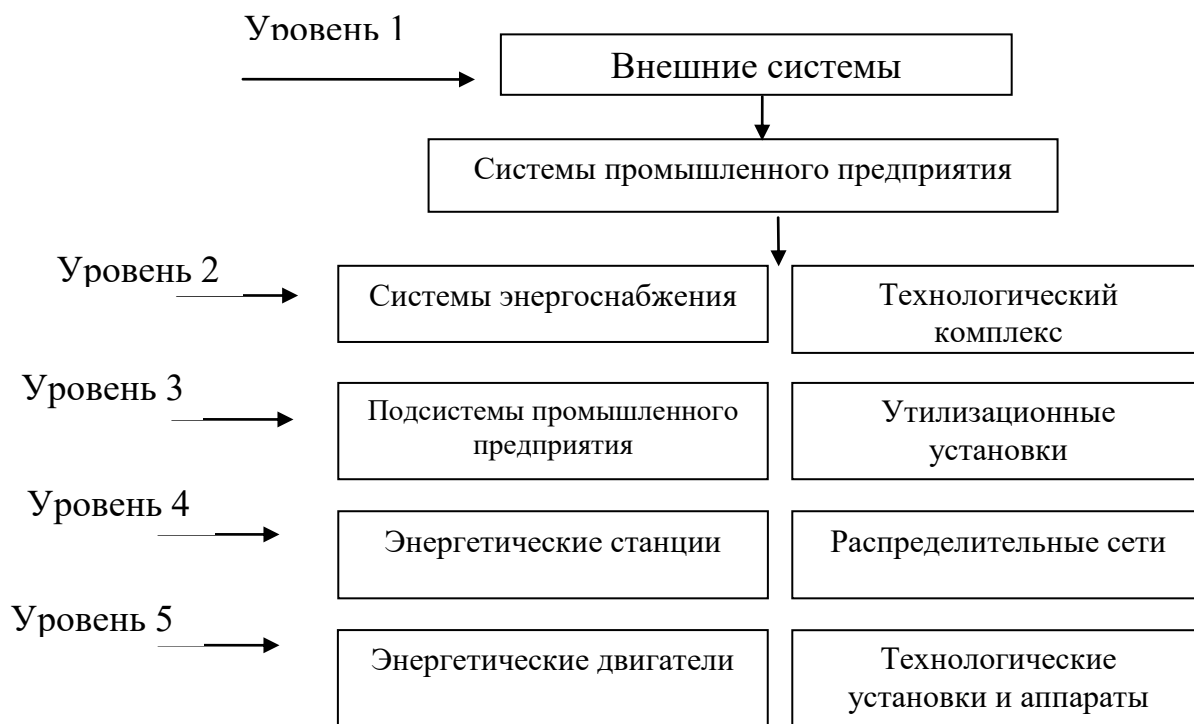 Уровень 1
Внешние системы
Системы промышленного предприятия
Уровень 2
Системы энергоснабжения
Технологический
комплекс
Уровень 3
Подсистемы промышленного
предприятия
Утилизационные
установки
Уровень 4
Энергетические станции
Распределительные сети
Уровень 5
Энергетические двигатели
Технологические
установки и аппараты